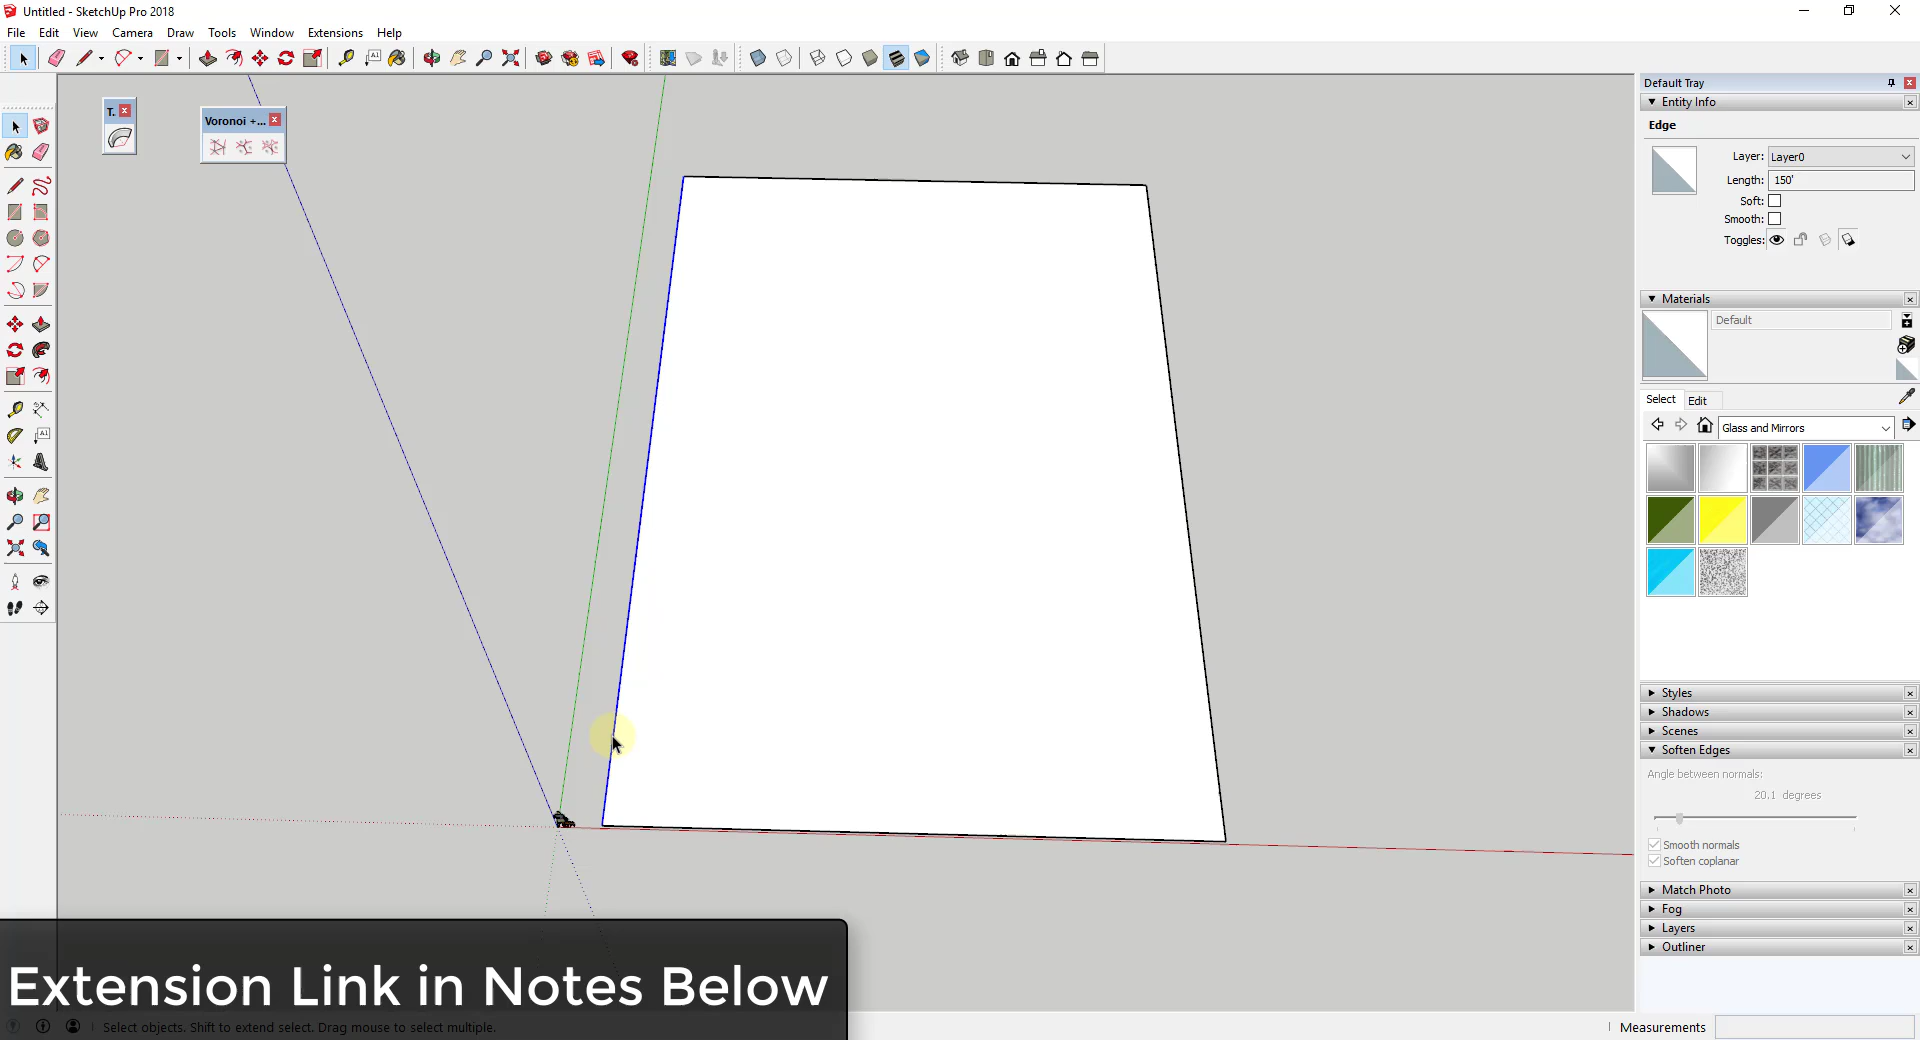 Untitled - SketchUp Pro 2018
File Edit View Camera Draw Tools Window Extensions Help
Default Tray
Entity Info
Edge
Layer: Layer0
Length: 150'
Soft:
Smooth:
Toggles:
T.
Voronoi +...
Materials
Default
Select Edit
Glass and Mirrors
Styles
Shadows
Scenes
Soften Edges
Angle between normals:
20.1 degrees
Smooth normals
Soften coplanar
Match Photo
Fog
Layers
Outliner
Extension Link in Notes Below
Select objects. Shift to extend select. Drag mouse to select multiple.
Measurements